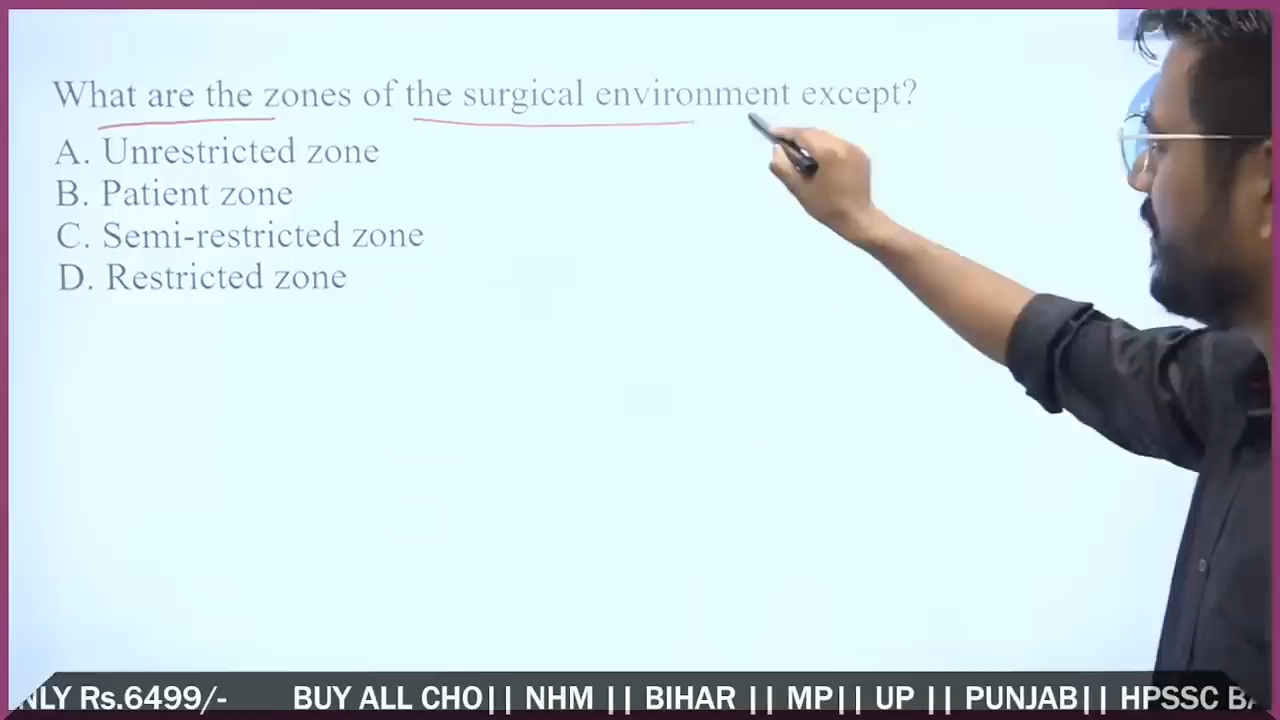 What are the zones of the surgical environment except?
A. Unrestricted zone
B. Patient zone
C. Semi-restricted zone
D. Restricted zone
NLY Rs.6499/- BUY ALL CHO|| NHM || BIHAR || MP|| UP || PUNJAB|| HPSSC